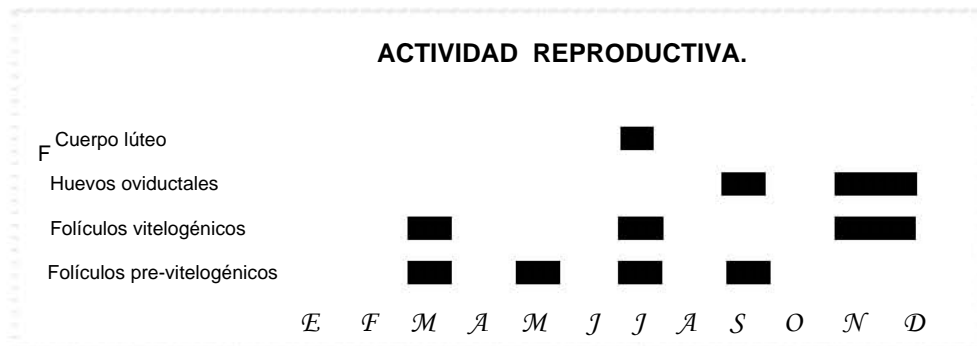 ACTIVIDAD REPRODUCTIVA.
F Cuerpo lúteo
Huevos oviductales
Folículos vitelogénicos
Folículos pre-vitelogénicos
E F M A M J J A S O N D